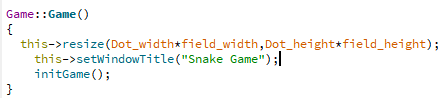 Game::Game()
{
  this->resize(Dot_width*field_width,Dot_height*field_height);
    this->setWindowTitle("Snake Game");
    initGame();
}